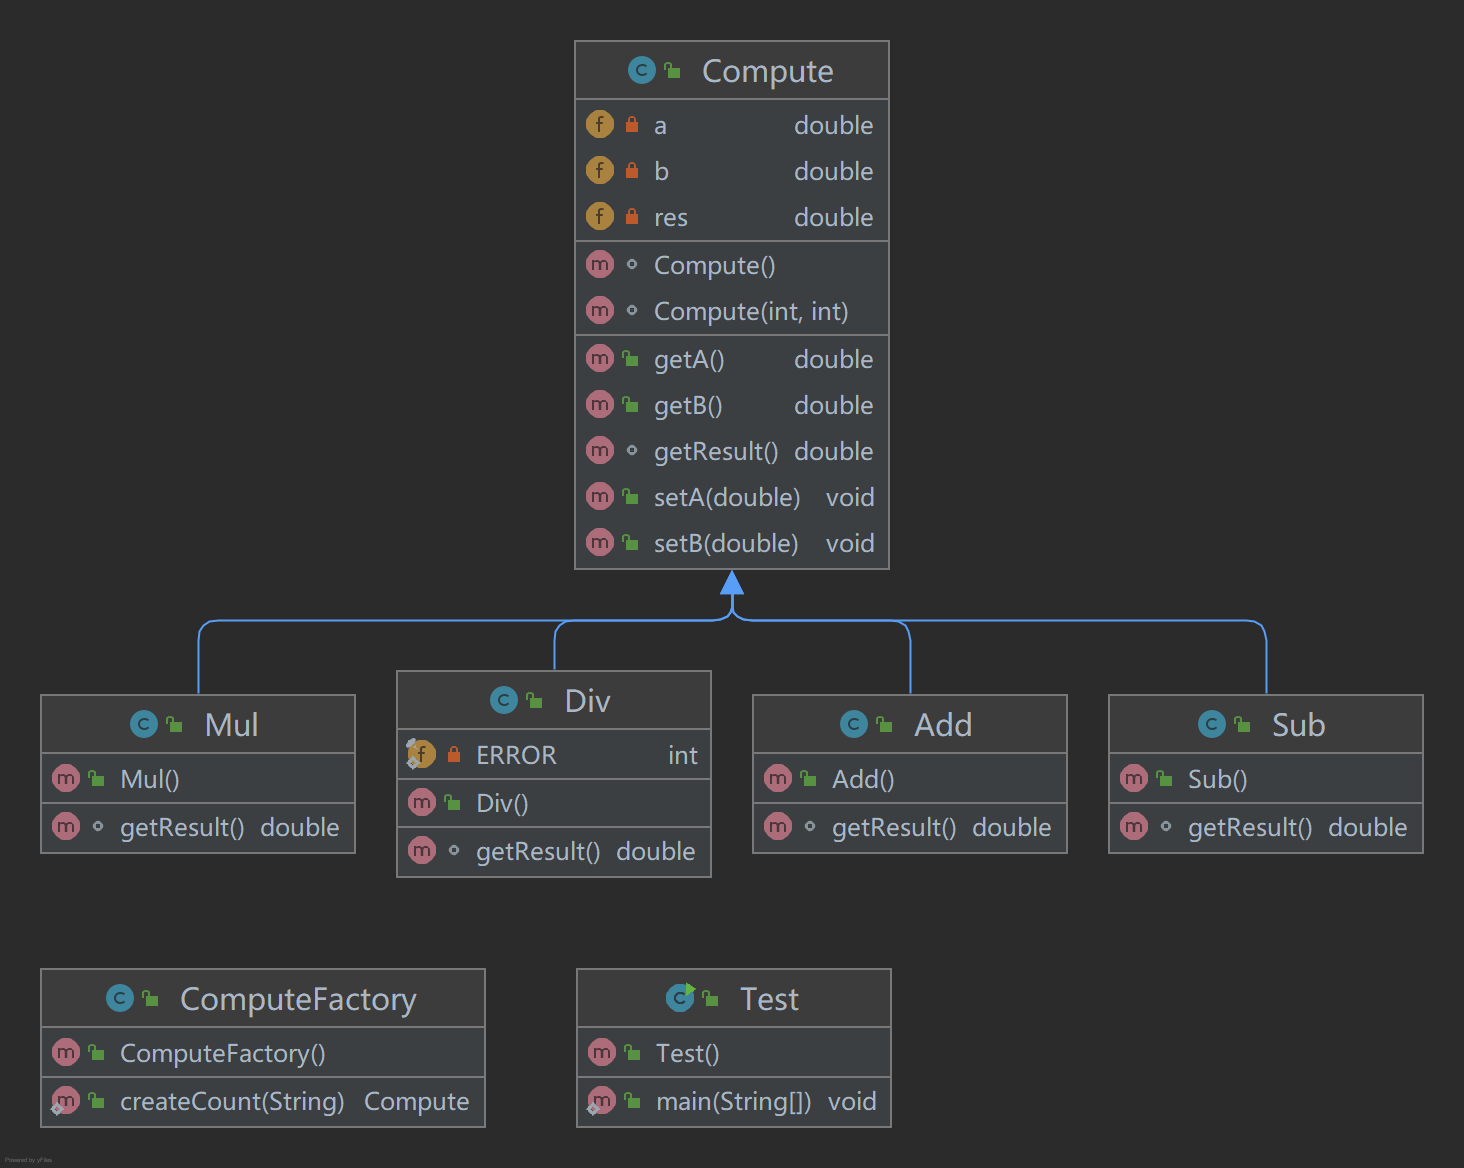 Compute
a double
b double
res double
Compute()
Compute(int, int)
getA() double
getB() double
getResult() double
setA(double) void
setB(double) void
Mul
Mul()
getResult() double
Div
ERROR int
Div()
getResult() double
Add
Add()
getResult() double
Sub
Sub()
getResult() double
ComputeFactory
ComputeFactory()
createCount(String) Compute
Test
Test()
main(String[]) void
Powered by yFiles